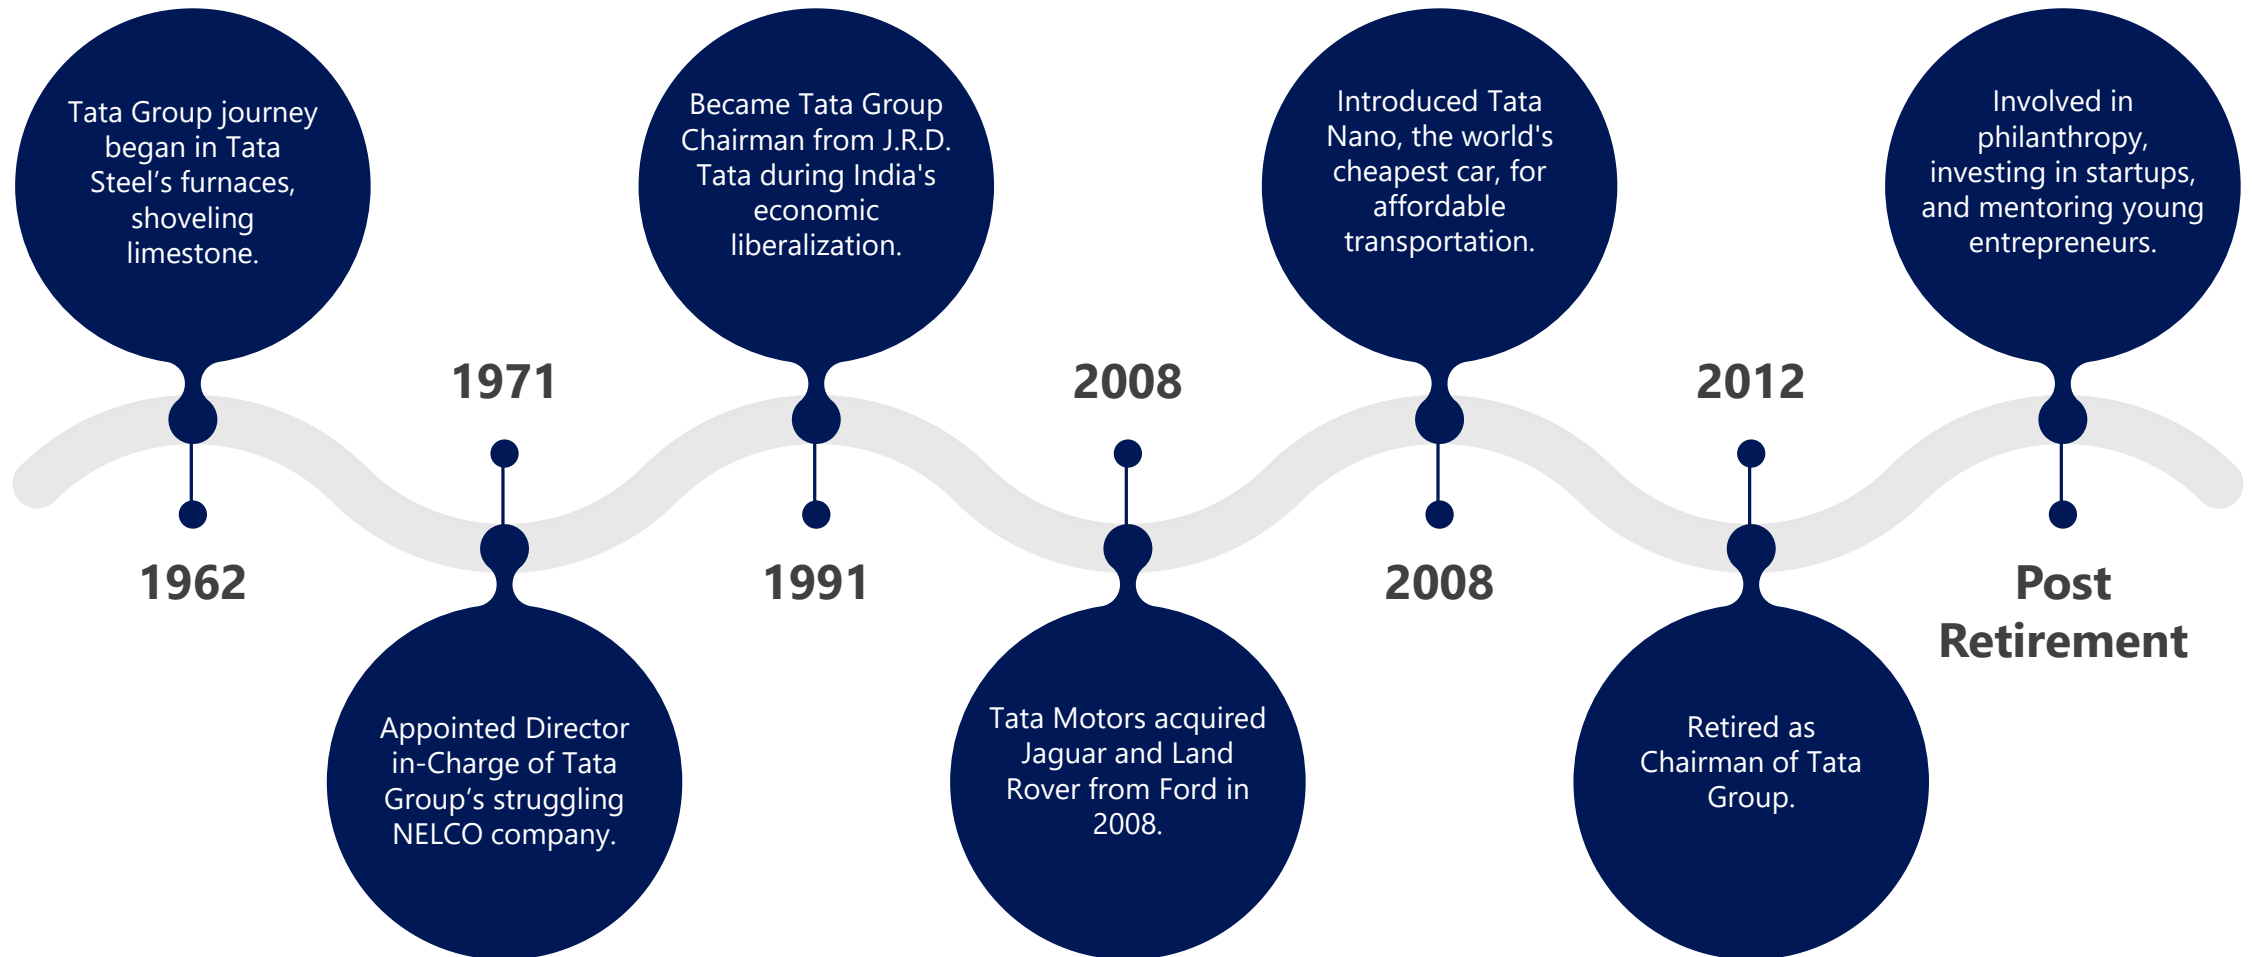 Tata Group journey
began in Tata
Steel’s furnaces,
shoveling
limestone.
1962
1971
Appointed Director
in-Charge of Tata
Group‘s struggling
NELCO company.
Became Tata Group
Chairman from J.R.D.
Tata during India's
economic
liberalization.
1991
2008
Tata Motors acquired
Jaguar and Land
Rover from Ford in
2008.
Introduced Tata
Nano, the world's
cheapest car, for
affordable
transportation.
2008
2012
Retired as
Chairman of Tata
Group.
Involved in
philanthropy,
investing in startups,
and mentoring young
entrepreneurs.
Post
Retirement